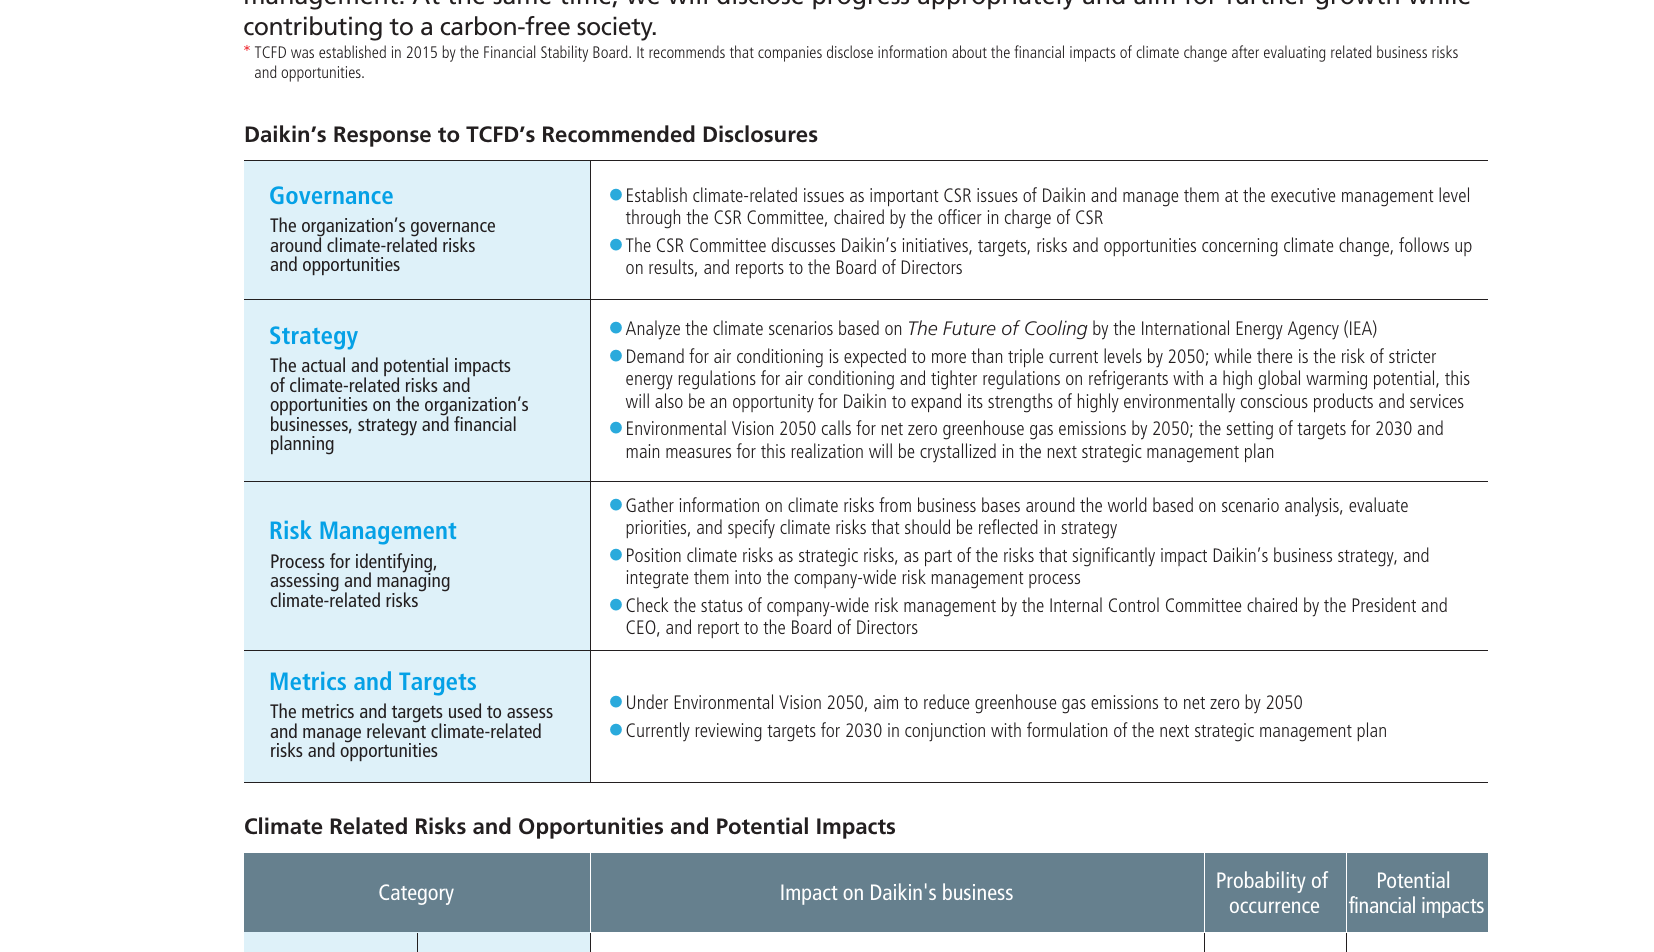 management. At the same time, we will disclose progress appropriately and aim for further growth while
contributing to a carbon-free society.
* TCFD was established in 2015 by the Financial Stability Board. It recommends that companies disclose information about the financial impacts of climate change after evaluating related business risks
and opportunities.
Daikin’s Response to TCFD’s Recommended Disclosures
Governance
The organization’s governance
around climate-related risks
and opportunities
● Establish climate-related issues as important CSR issues of Daikin and manage them at the executive management level
through the CSR Committee, chaired by the officer in charge of CSR
● The CSR Committee discusses Daikin’s initiatives, targets, risks and opportunities concerning climate change, follows up
on results, and reports to the Board of Directors
Strategy
The actual and potential impacts
of climate-related risks and
opportunities on the organization’s
businesses, strategy and financial
planning
● Analyze the climate scenarios based on The Future of Cooling by the International Energy Agency (IEA)
● Demand for air conditioning is expected to more than triple current levels by 2050; while there is the risk of stricter
energy regulations for air conditioning and tighter regulations on refrigerants with a high global warming potential, this
will also be an opportunity for Daikin to expand its strengths of highly environmentally conscious products and services
● Environmental Vision 2050 calls for net zero greenhouse gas emissions by 2050; the setting of targets for 2030 and
main measures for this realization will be crystallized in the next strategic management plan
Risk Management
Process for identifying,
assessing and managing
climate-related risks
● Gather information on climate risks from business bases around the world based on scenario analysis, evaluate
priorities, and specify climate risks that should be reflected in strategy
● Position climate risks as strategic risks, as part of the risks that significantly impact Daikin’s business strategy, and
integrate them into the company-wide risk management process
● Check the status of company-wide risk management by the Internal Control Committee chaired by the President and
CEO, and report to the Board of Directors
Metrics and Targets
The metrics and targets used to assess
and manage relevant climate-related
risks and opportunities
● Under Environmental Vision 2050, aim to reduce greenhouse gas emissions to net zero by 2050
● Currently reviewing targets for 2030 in conjunction with formulation of the next strategic management plan
Climate Related Risks and Opportunities and Potential Impacts
Category
Impact on Daikin's business
Probability of
occurrence
Potential
financial impacts